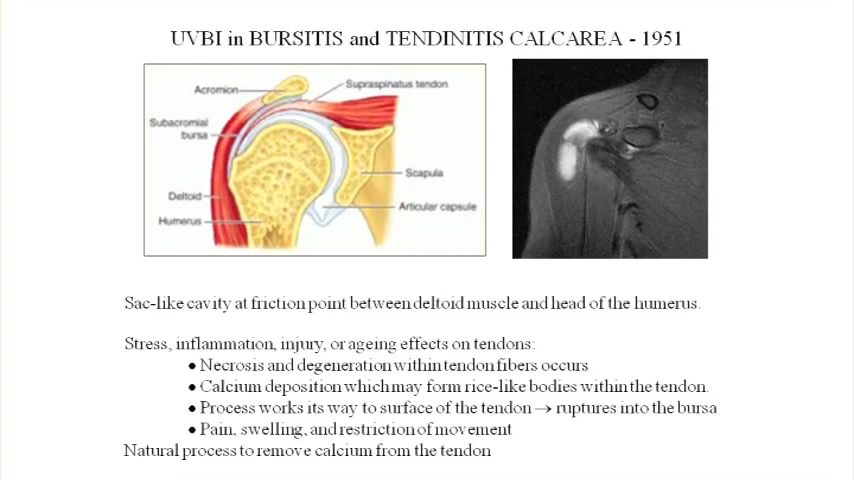 UVBI in BURSITIS and TENDINITIS CALCAREA - 1951
Acromion
Supraspinatus tendon
Subacromial
bursa
Scapula
Deltoid
Articular capsule
Humerus
Sac-like cavity at friction point between deltoid muscle and head of the humerus.
Stress, inflammation, injury, or ageing effects on tendons:
● Necrosis and degeneration within tendon fibers occurs
● Calcium deposition which may form rice-like bodies within the tendon.
● Process works its way to surface of the tendon → ruptures into the bursa
● Pain, swelling, and restriction of movement
Natural process to remove calcium from the tendon